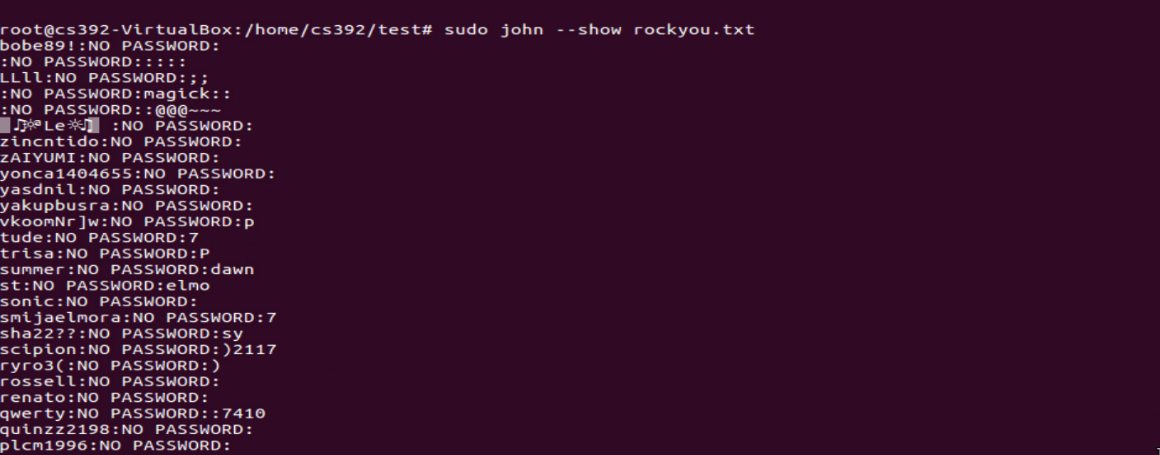 root@cs392-VirtualBox:/home/cs392/test# sudo john --show rockyou.txt
bobe89!:NO PASSWORD:
:NO PASSWORD:::::
LLll:NO PASSWORD:;;
:NO PASSWORD:magick::
:NO PASSWORD::@@@~~~
♫☼ºLe☼♫ :NO PASSWORD:
zincntido:NO PASSWORD:
zAIYUMI:NO PASSWORD:
yonca1404655:NO PASSWORD:
yasdnil:NO PASSWORD:
yakupbusra:NO PASSWORD:
vkoomNr]w:NO PASSWORD:p
tude:NO PASSWORD:7
trisa:NO PASSWORD:P
summer:NO PASSWORD:dawn
st:NO PASSWORD:elmo
sonic:NO PASSWORD:
smijaelmora:NO PASSWORD:7
sha22??:NO PASSWORD:sy
scipion:NO PASSWORD:)2117
ryro3(:NO PASSWORD:)
rossell:NO PASSWORD:
renato:NO PASSWORD:
qwerty:NO PASSWORD::7410
quinzz2198:NO PASSWORD:
plcm1996:NO PASSWORD: